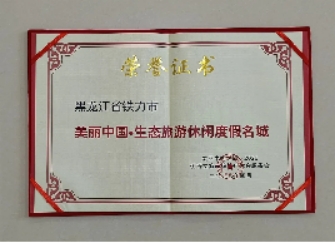 荣誉证书
黑龙江省铁力市
美丽中国•生态旅游休闲度假名城